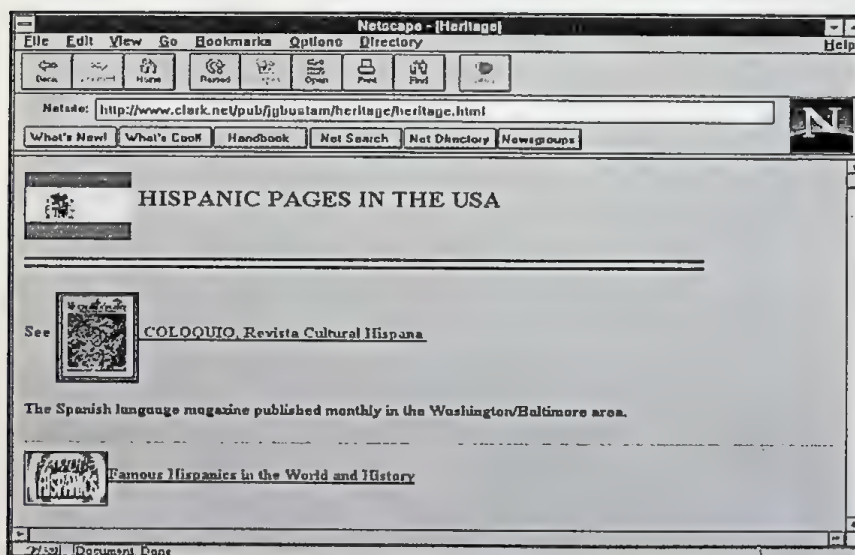 Netscape - [Heritage]
File Edit View Go Bookmarks Options Directory Help
Back Home Reload Open Print Find
Netsite: http://www.clark.net/pub/jgbustam/heritage/heritage.html
What's New! What's Cool! Handbook Net Search Net Directory Newsgroups
N
HISPANIC PAGES IN THE USA
See COLOQUIO, Revista Cultural Hispana
The Spanish language magazine published monthly in the Washington/Baltimore area.
HISPANICS Famous Hispanics in the World and History
Document Done